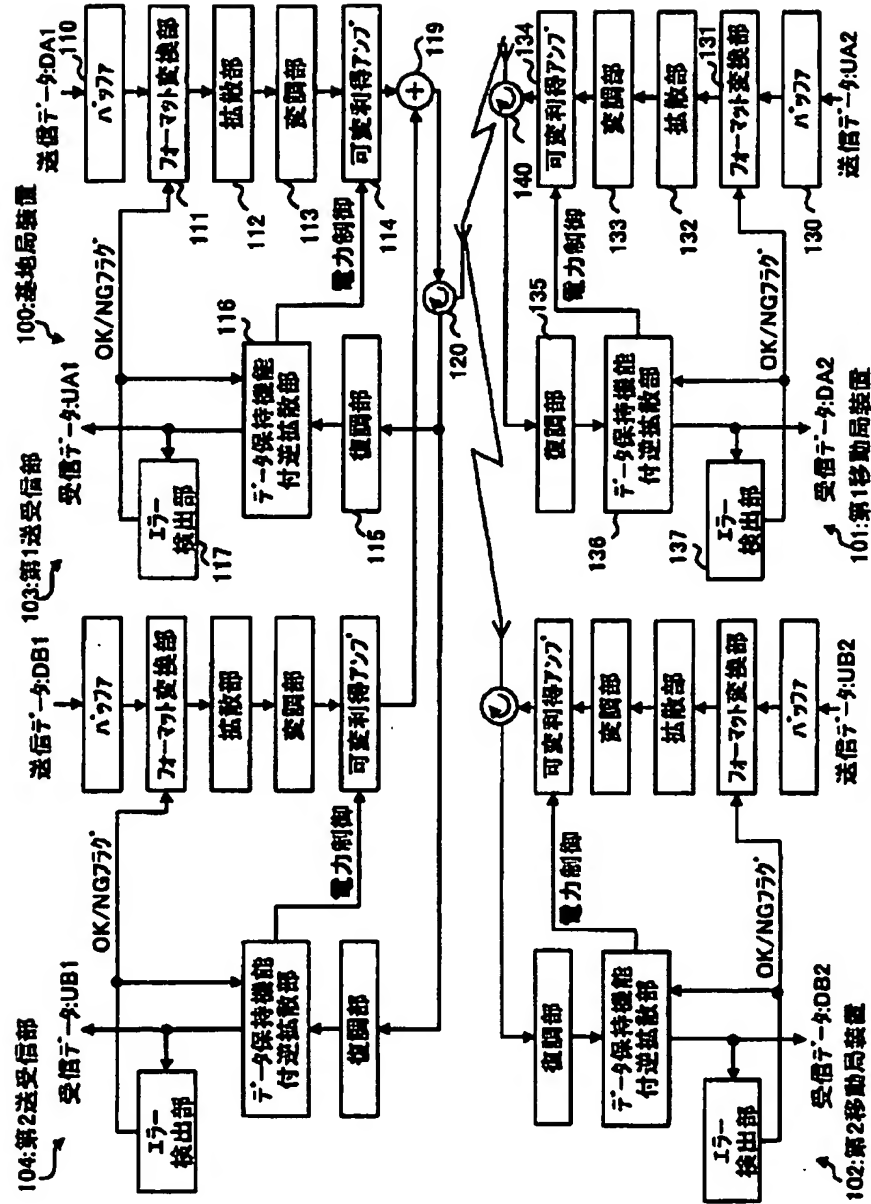 104:第2送受信部
受信データ:UB1
エラー
検出部
OK/NGフラグ
データ保持機能
付逆拡散部
復調部
送信データ:DB1
バッファ
フォーマット変換部
拡散部
変調部
可変利得アンプ
電力制御
103:第1送受信部
受信データ:UA1
100:基地局装置
エラー
検出部
117
OK/NGフラグ
116
データ保持機能
付逆拡散部
復調部
115
送信データ:DA1
110
バッファ
フォーマット変換部
111
拡散部
112
変調部
113
可変利得アンプ
114
電力制御
119
120
復調部
データ保持機能
付逆拡散部
エラー
検出部
受信データ:DB2
102:第2移動局装置
OK/NGフラグ
電力制御
可変利得アンプ
変調部
拡散部
フォーマット変換部
バッファ
送信データ:UB2
135
復調部
データ保持機能
付逆拡散部
136
エラー
検出部
137
受信データ:DA2
101:第1移動局装置
OK/NGフラグ
電力制御
140
可変利得アンプ
134
変調部
133
拡散部
132
フォーマット変換部
131
バッファ
130
送信データ:UA2